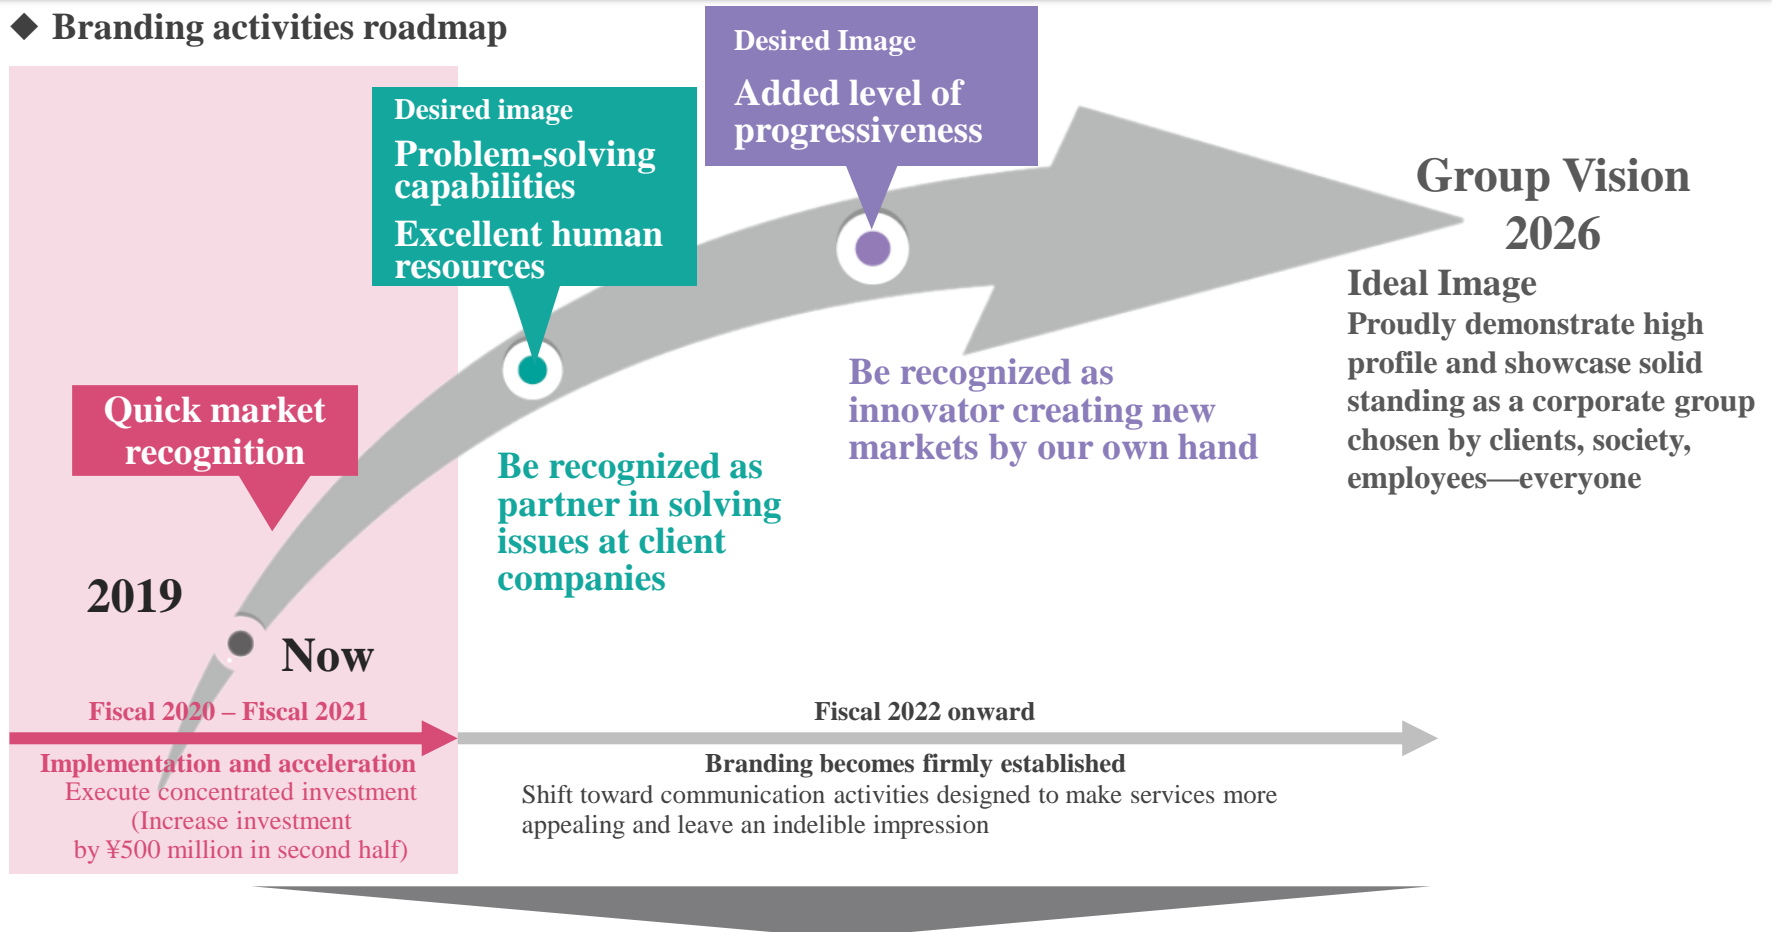 ◆ Branding activities roadmap
Desired Image
Added level of
progressiveness
Desired image
Problem-solving
capabilities
Excellent human
resources
Group Vision
2026
Ideal Image
Proudly demonstrate high
profile and showcase solid
standing as a corporate group
chosen by clients, society,
employees—everyone
Quick market
recognition
Be recognized as
innovator creating new
markets by our own hand
Be recognized as
partner in solving
issues at client
companies
2019
Now
Fiscal 2020 – Fiscal 2021
Implementation and acceleration
Execute concentrated investment
(Increase investment
by ¥500 million in second half)
Fiscal 2022 onward
Branding becomes firmly established
Shift toward communication activities designed to make services more
appealing and leave an indelible impression